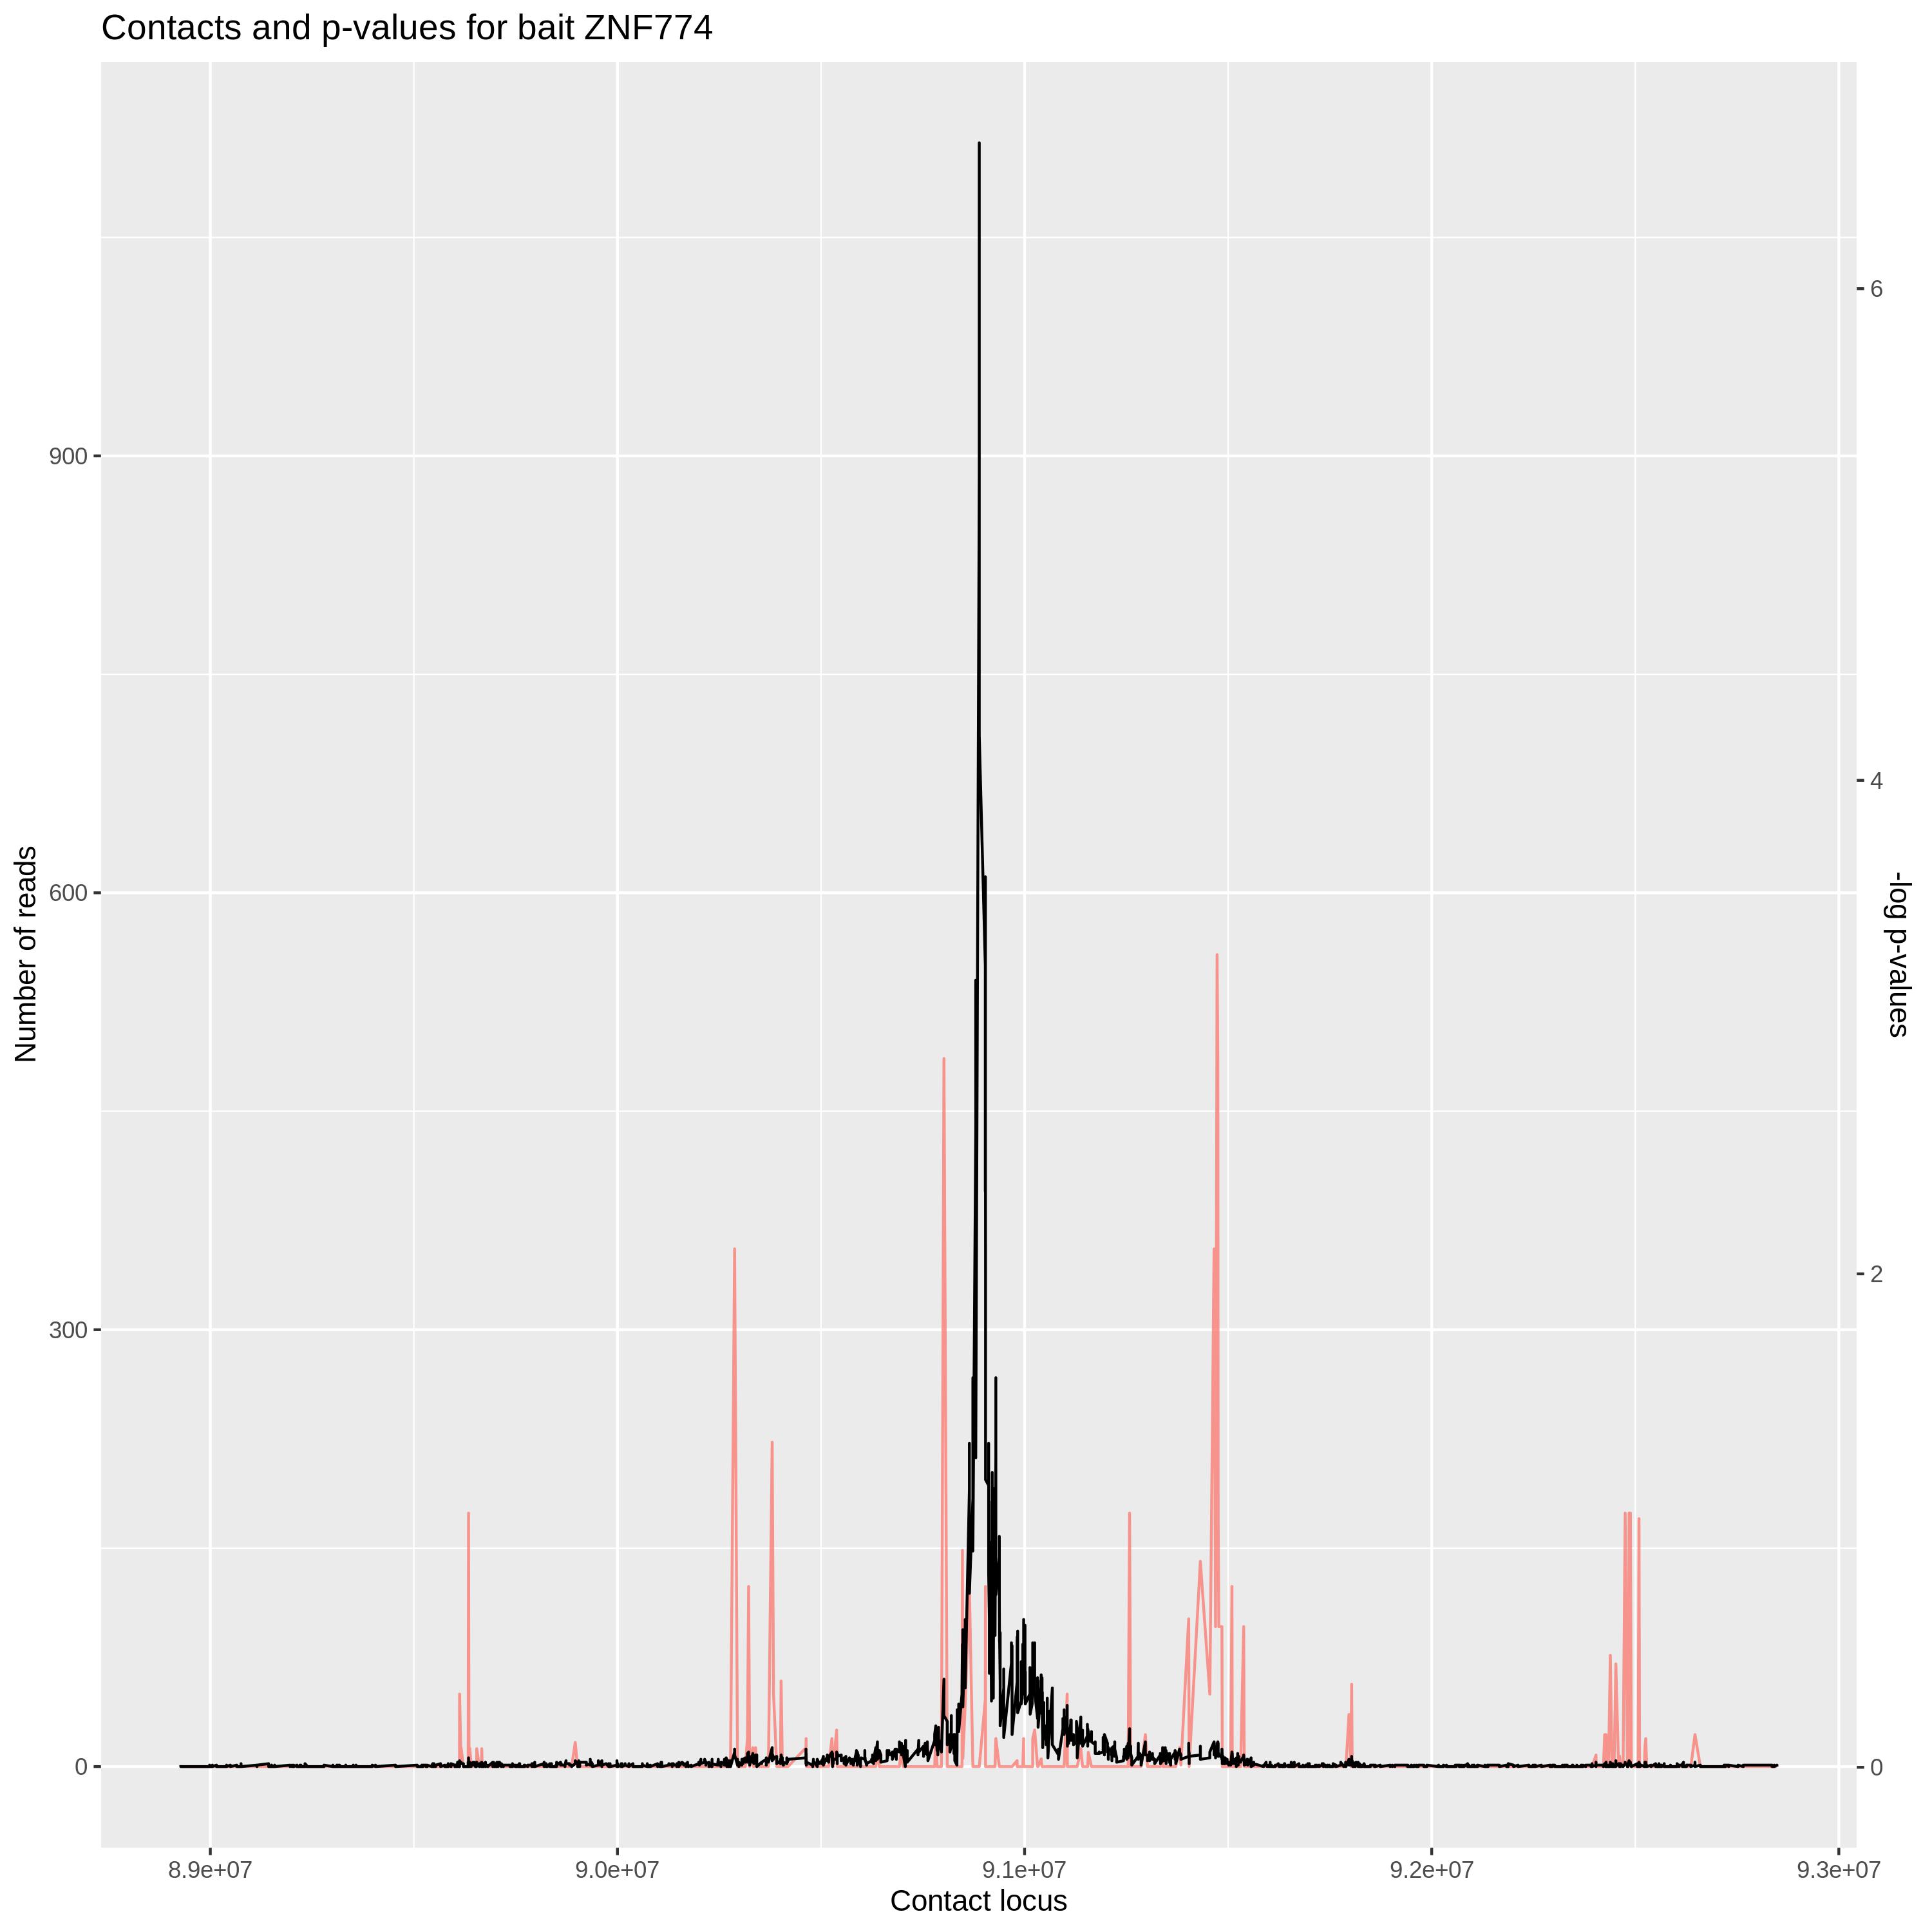 Contacts and p-values for bait ZNF774
Number of reads
900
600
300
0
6
4
2
0
-log p-values
8.9e+07
9.0e+07
9.1e+07
9.2e+07
9.3e+07
Contact locus